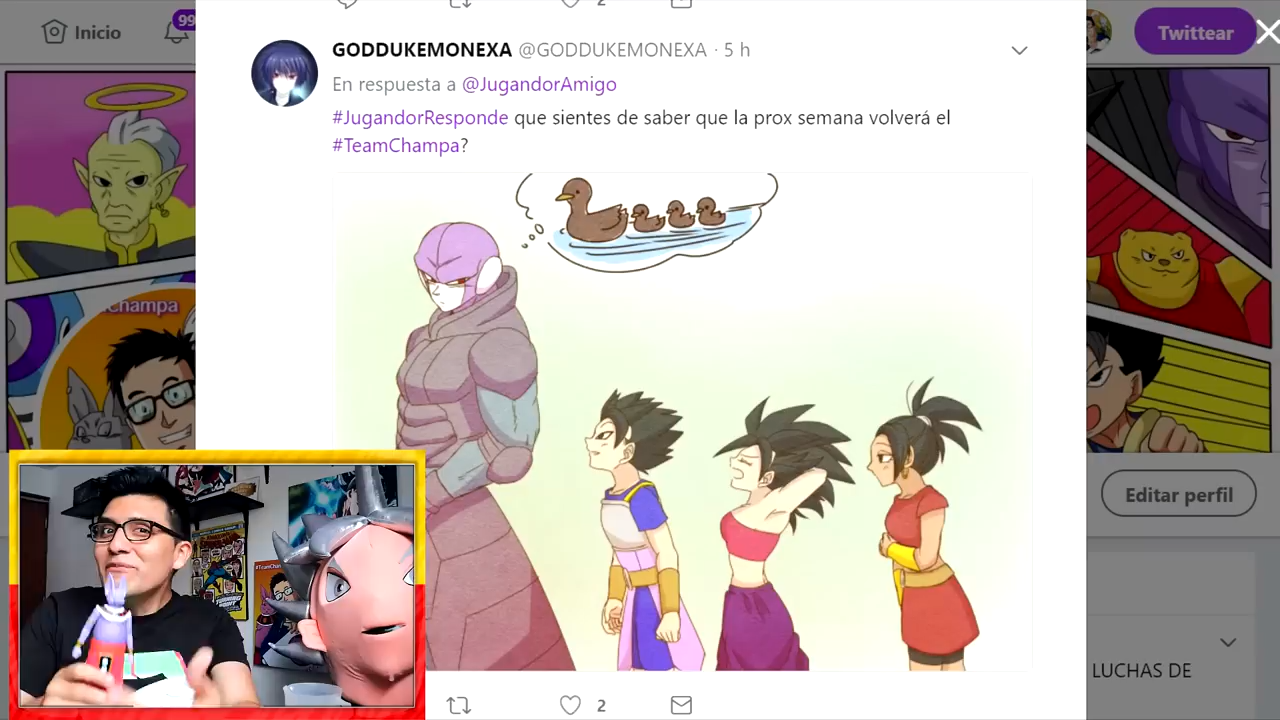 2
Inicio
99
Twittear
GODDUKEMONEXA @GODDUKEMONEXA · 5 h
En respuesta a @JugandorAmigo
#JugandorResponde que sientes de saber que la prox semana volverá el
#TeamChampa?
Champa
Editar perfil
#TeamCham
LUCHAS DE
2